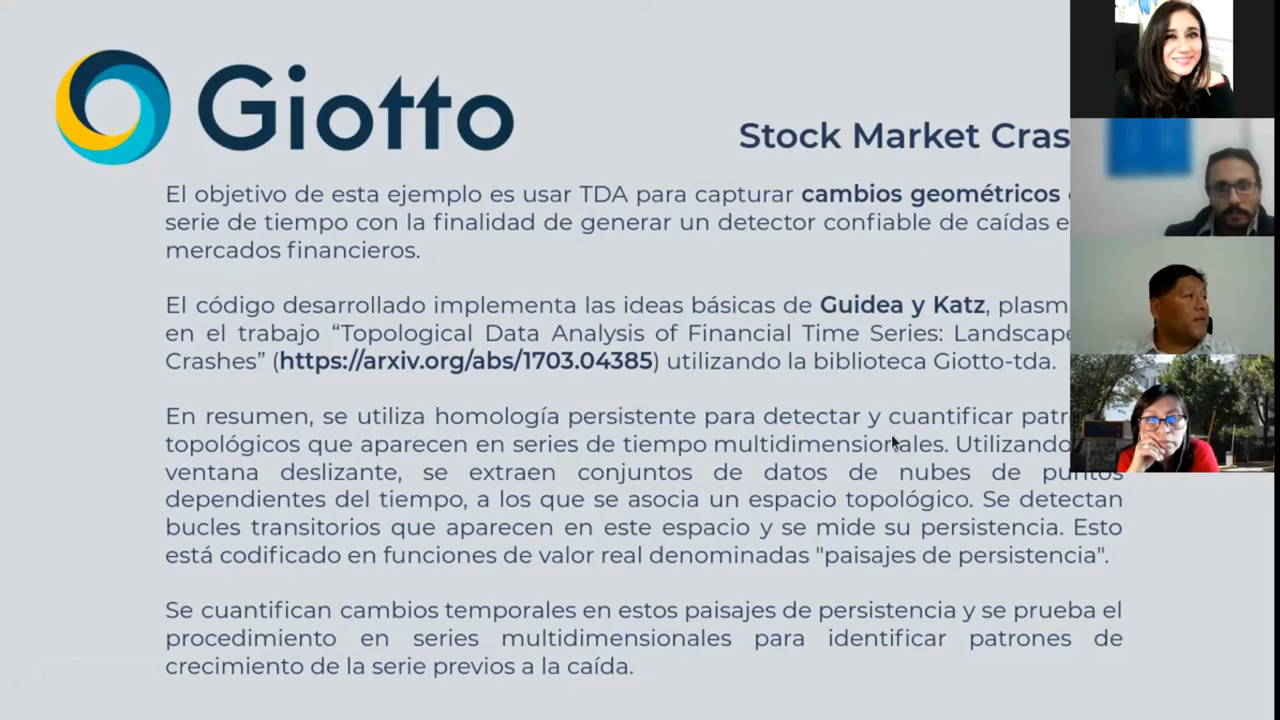 Giotto
Stock Market Cras
El objetivo de esta ejemplo es usar TDA para capturar cambios geométricos
serie de tiempo con la finalidad de generar un detector confiable de caídas e
mercados financieros.
El código desarrollado implementa las ideas básicas de Guidea y Katz, plasm
en el trabajo “Topological Data Analysis of Financial Time Series: Landscape
Crashes” (https://arxiv.org/abs/1703.04385) utilizando la biblioteca Giotto-tda.
En resumen, se utiliza homología persistente para detectar y cuantificar patr
topológicos que aparecen en series de tiempo multidimensionales. Utilizando
ventana deslizante, se extraen conjuntos de datos de nubes de puntos
dependientes del tiempo, a los que se asocia un espacio topológico. Se detectan
bucles transitorios que aparecen en este espacio y se mide su persistencia. Esto
está codificado en funciones de valor real denominadas "paisajes de persistencia".
Se cuantifican cambios temporales en estos paisajes de persistencia y se prueba el
procedimiento en series multidimensionales para identificar patrones de
crecimiento de la serie previos a la caída.